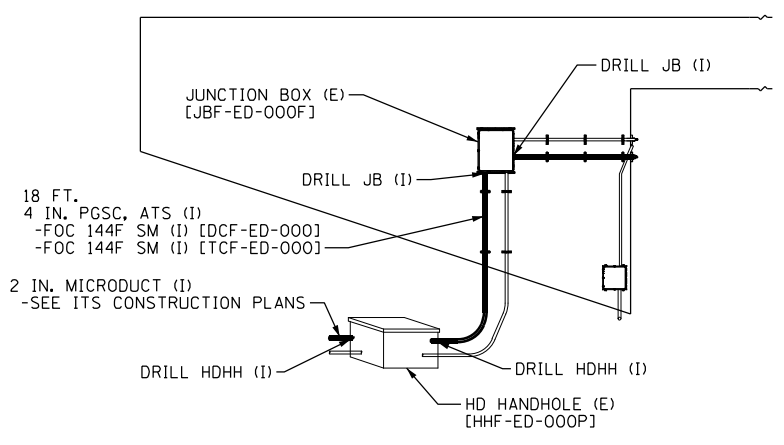 DRILL JB (I)
JUNCTION BOX (E)
[JBF-ED-000F]
DRILL JB (I)
18 FT.
4 IN. PGSC, ATS (I)
-FOC 144F SM (I) [DCF-ED-000]
-FOC 144F SM (I) [TCF-ED-000]
2 IN. MICRODUCT (I)
-SEE ITS CONSTRUCTION PLANS
DRILL HDHH (I)
DRILL HDHH (I)
HD HANDHOLE (E)
[HHF-ED-000P]